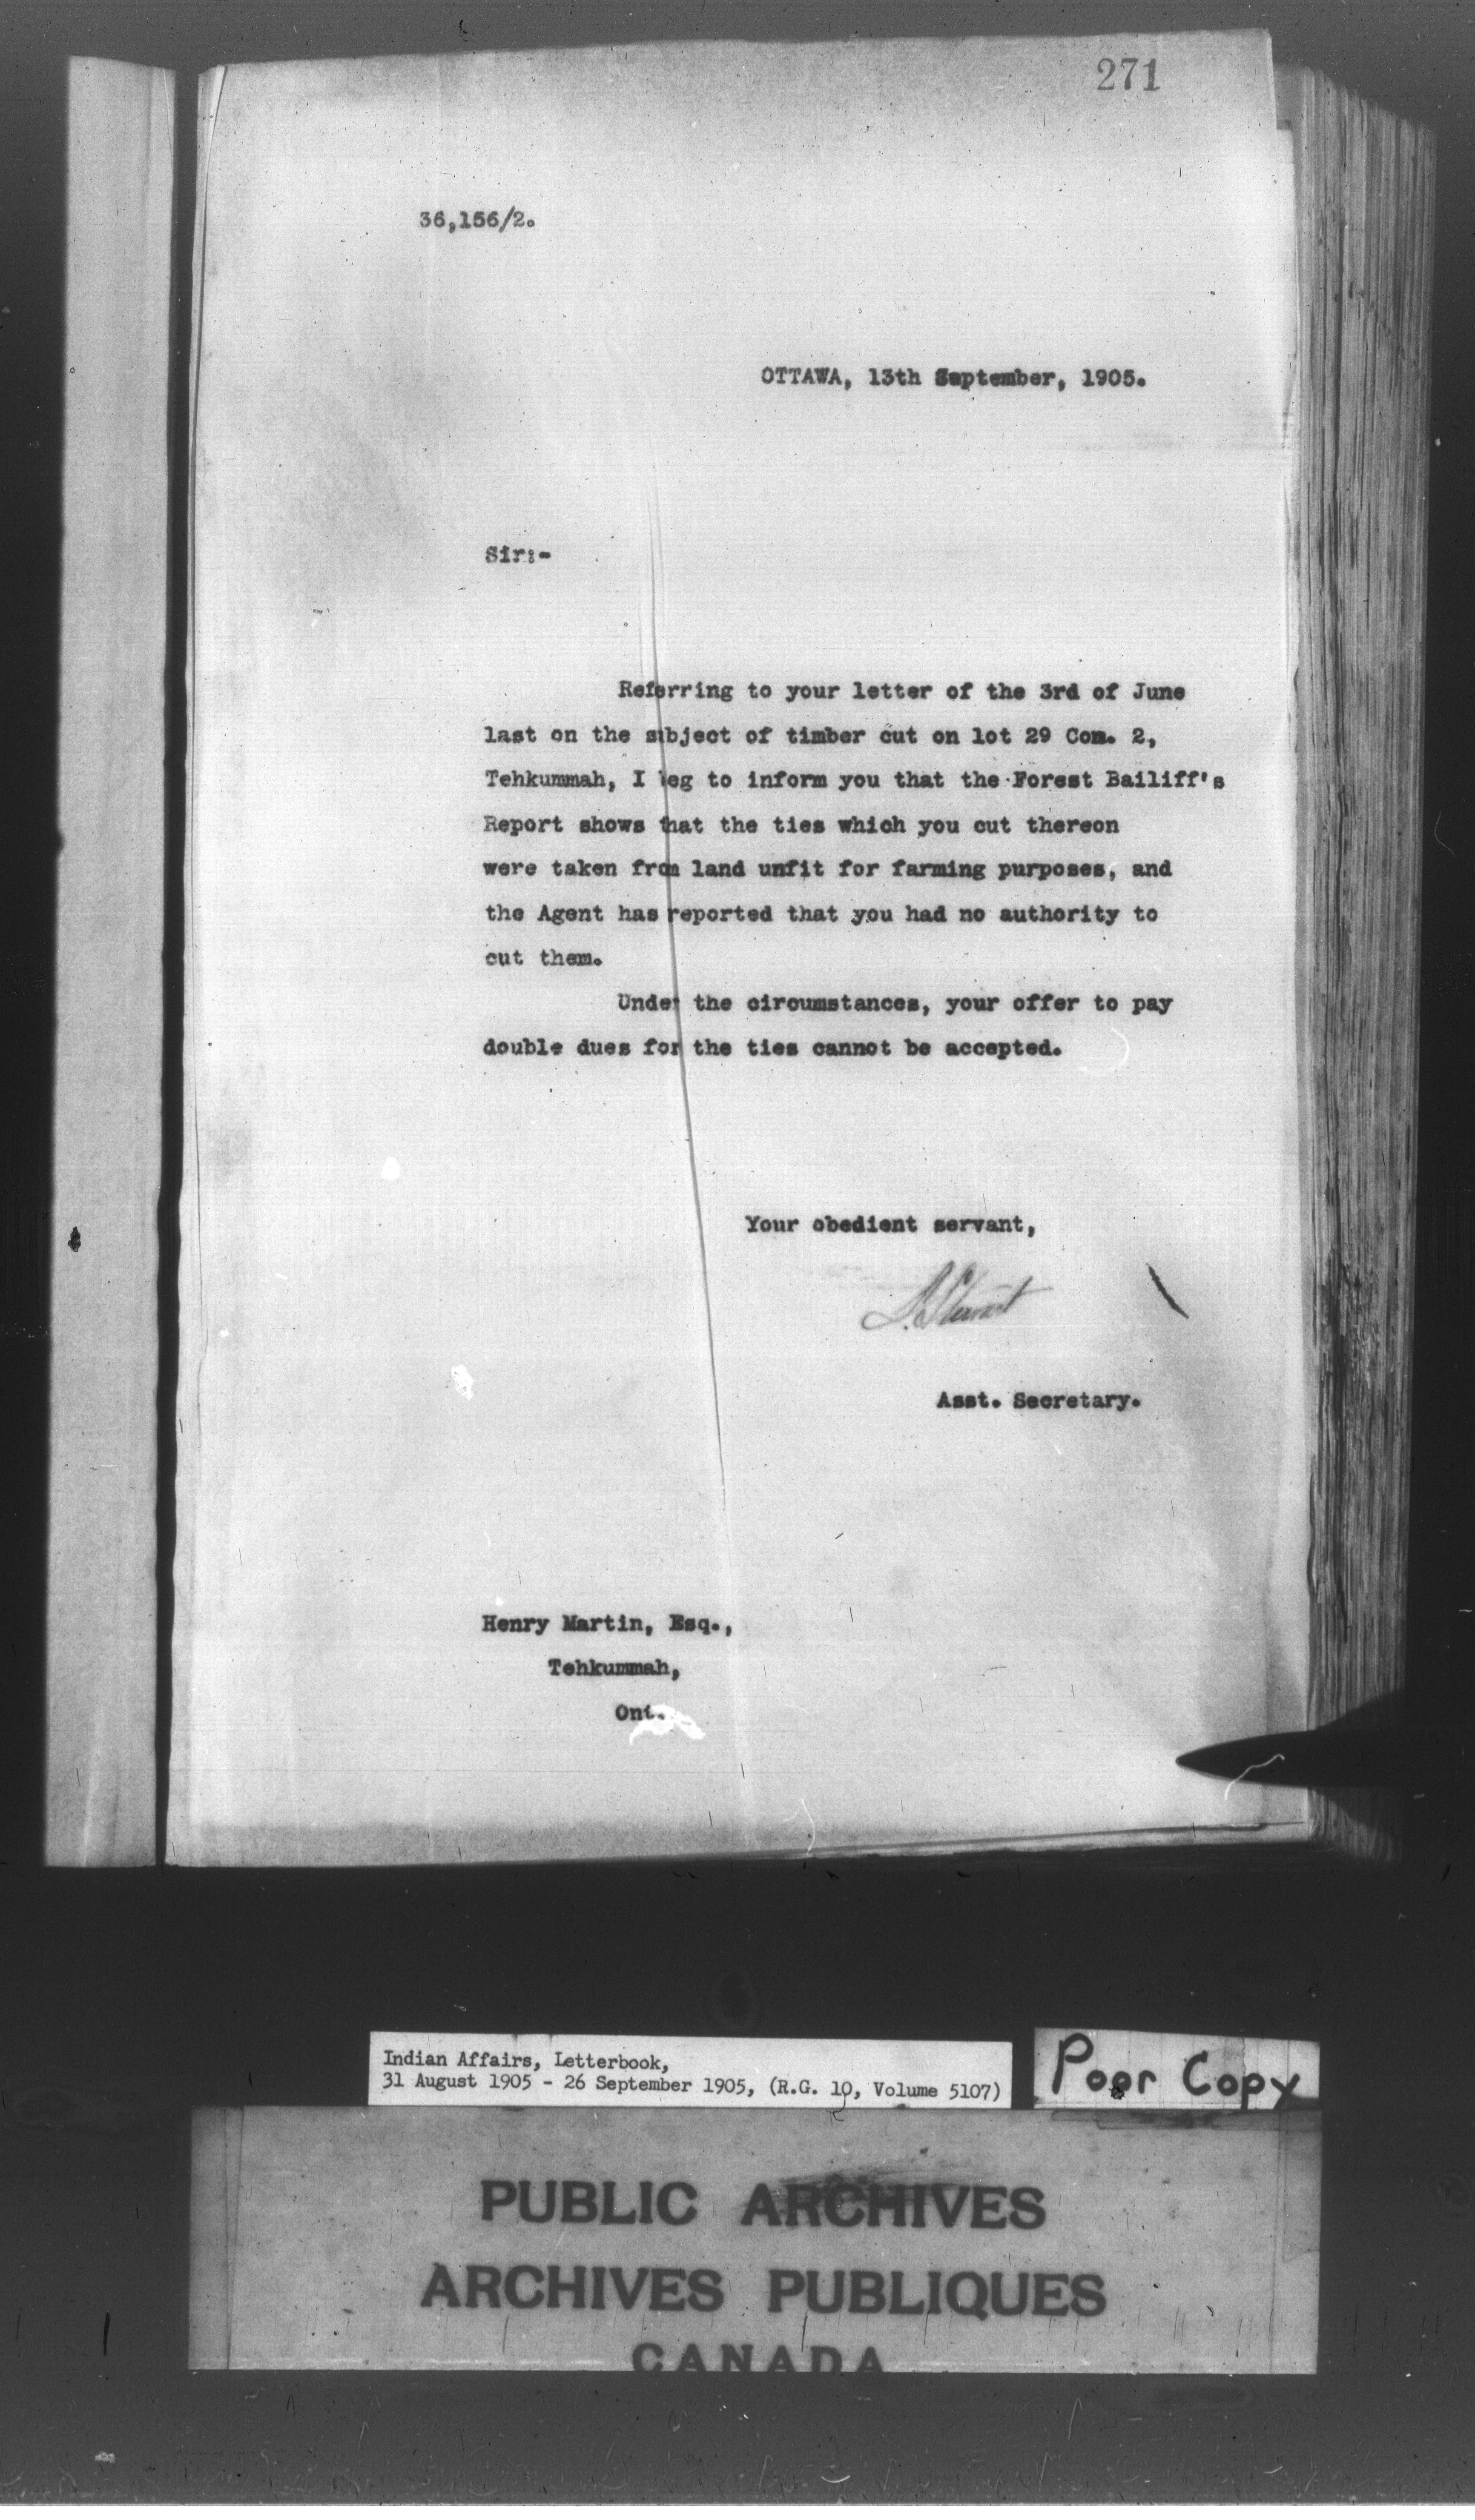 271
36,156/2.
OTTAWA, 13th September, 1905.
Sir:-
Referring to your letter of the 3rd of June
last on the subject of timber cut on lot 29 Con. 2,
Tehkummah, I beg to inform you that the Forest Bailiff's
Report shows that the ties which you cut thereon
were taken from land unfit for farming purposes, and
the Agent has reported that you had no authority to
cut them.
Under the circumstances, your offer to pay
double dues for the ties cannot be accepted.
Your obedient servant,
S. Stewart
Asst. Secretary.
Henry Martin, Esq.,
Tehkummah,
Ont.
Indian Affairs, Letterbook,
31 August 1905 - 26 September 1905, (R.G. 10, Volume 5107)
Poor Copy
PUBLIC ARCHIVES
ARCHIVES PUBLIQUES
CANADA